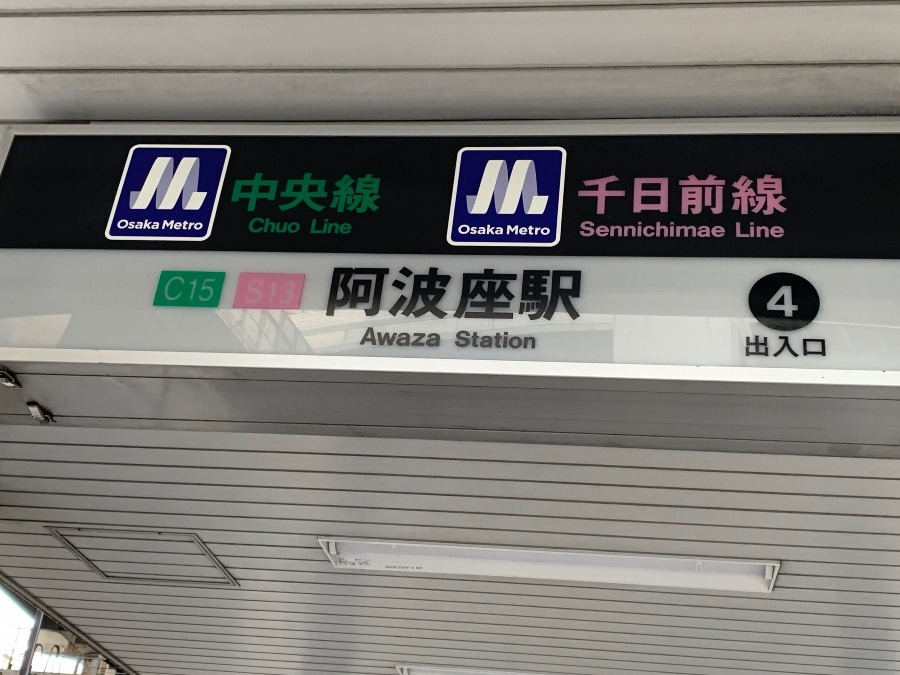 Osaka Metro
中央線
Chuo Line
Osaka Metro
千日前線
Sennichimae Line
C15 S13 阿波座駅
Awaza Station
4
出入口